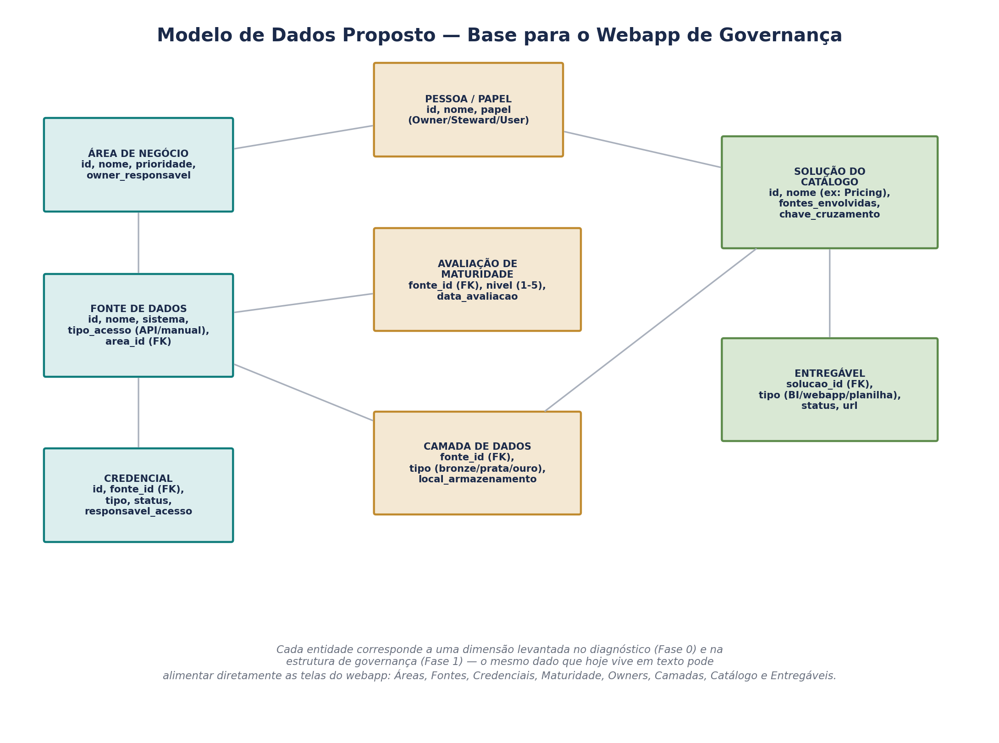 Modelo de Dados Proposto — Base para o Webapp de Governança
PESSOA / PAPEL
id, nome, papel
(Owner/Steward/User)
ÁREA DE NEGÓCIO
id, nome, prioridade,
owner_responsavel
SOLUÇÃO DO
CATÁLOGO
id, nome (ex: Pricing),
fontes_envolvidas,
chave_cruzamento
AVALIAÇÃO DE
MATURIDADE
fonte_id (FK), nivel (1-5),
data_avaliacao
FONTE DE DADOS
id, nome, sistema,
tipo_acesso (API/manual),
area_id (FK)
ENTREGÁVEL
solucao_id (FK),
tipo (BI/webapp/planilha),
status, url
CAMADA DE DADOS
fonte_id (FK),
tipo (bronze/prata/ouro),
local_armazenamento
CREDENCIAL
id, fonte_id (FK),
tipo, status,
responsavel_acesso
Cada entidade corresponde a uma dimensão levantada no diagnóstico (Fase 0) e na
estrutura de governança (Fase 1) — o mesmo dado que hoje vive em texto pode
alimentar diretamente as telas do webapp: Áreas, Fontes, Credenciais, Maturidade, Owners, Camadas, Catálogo e Entregáveis.